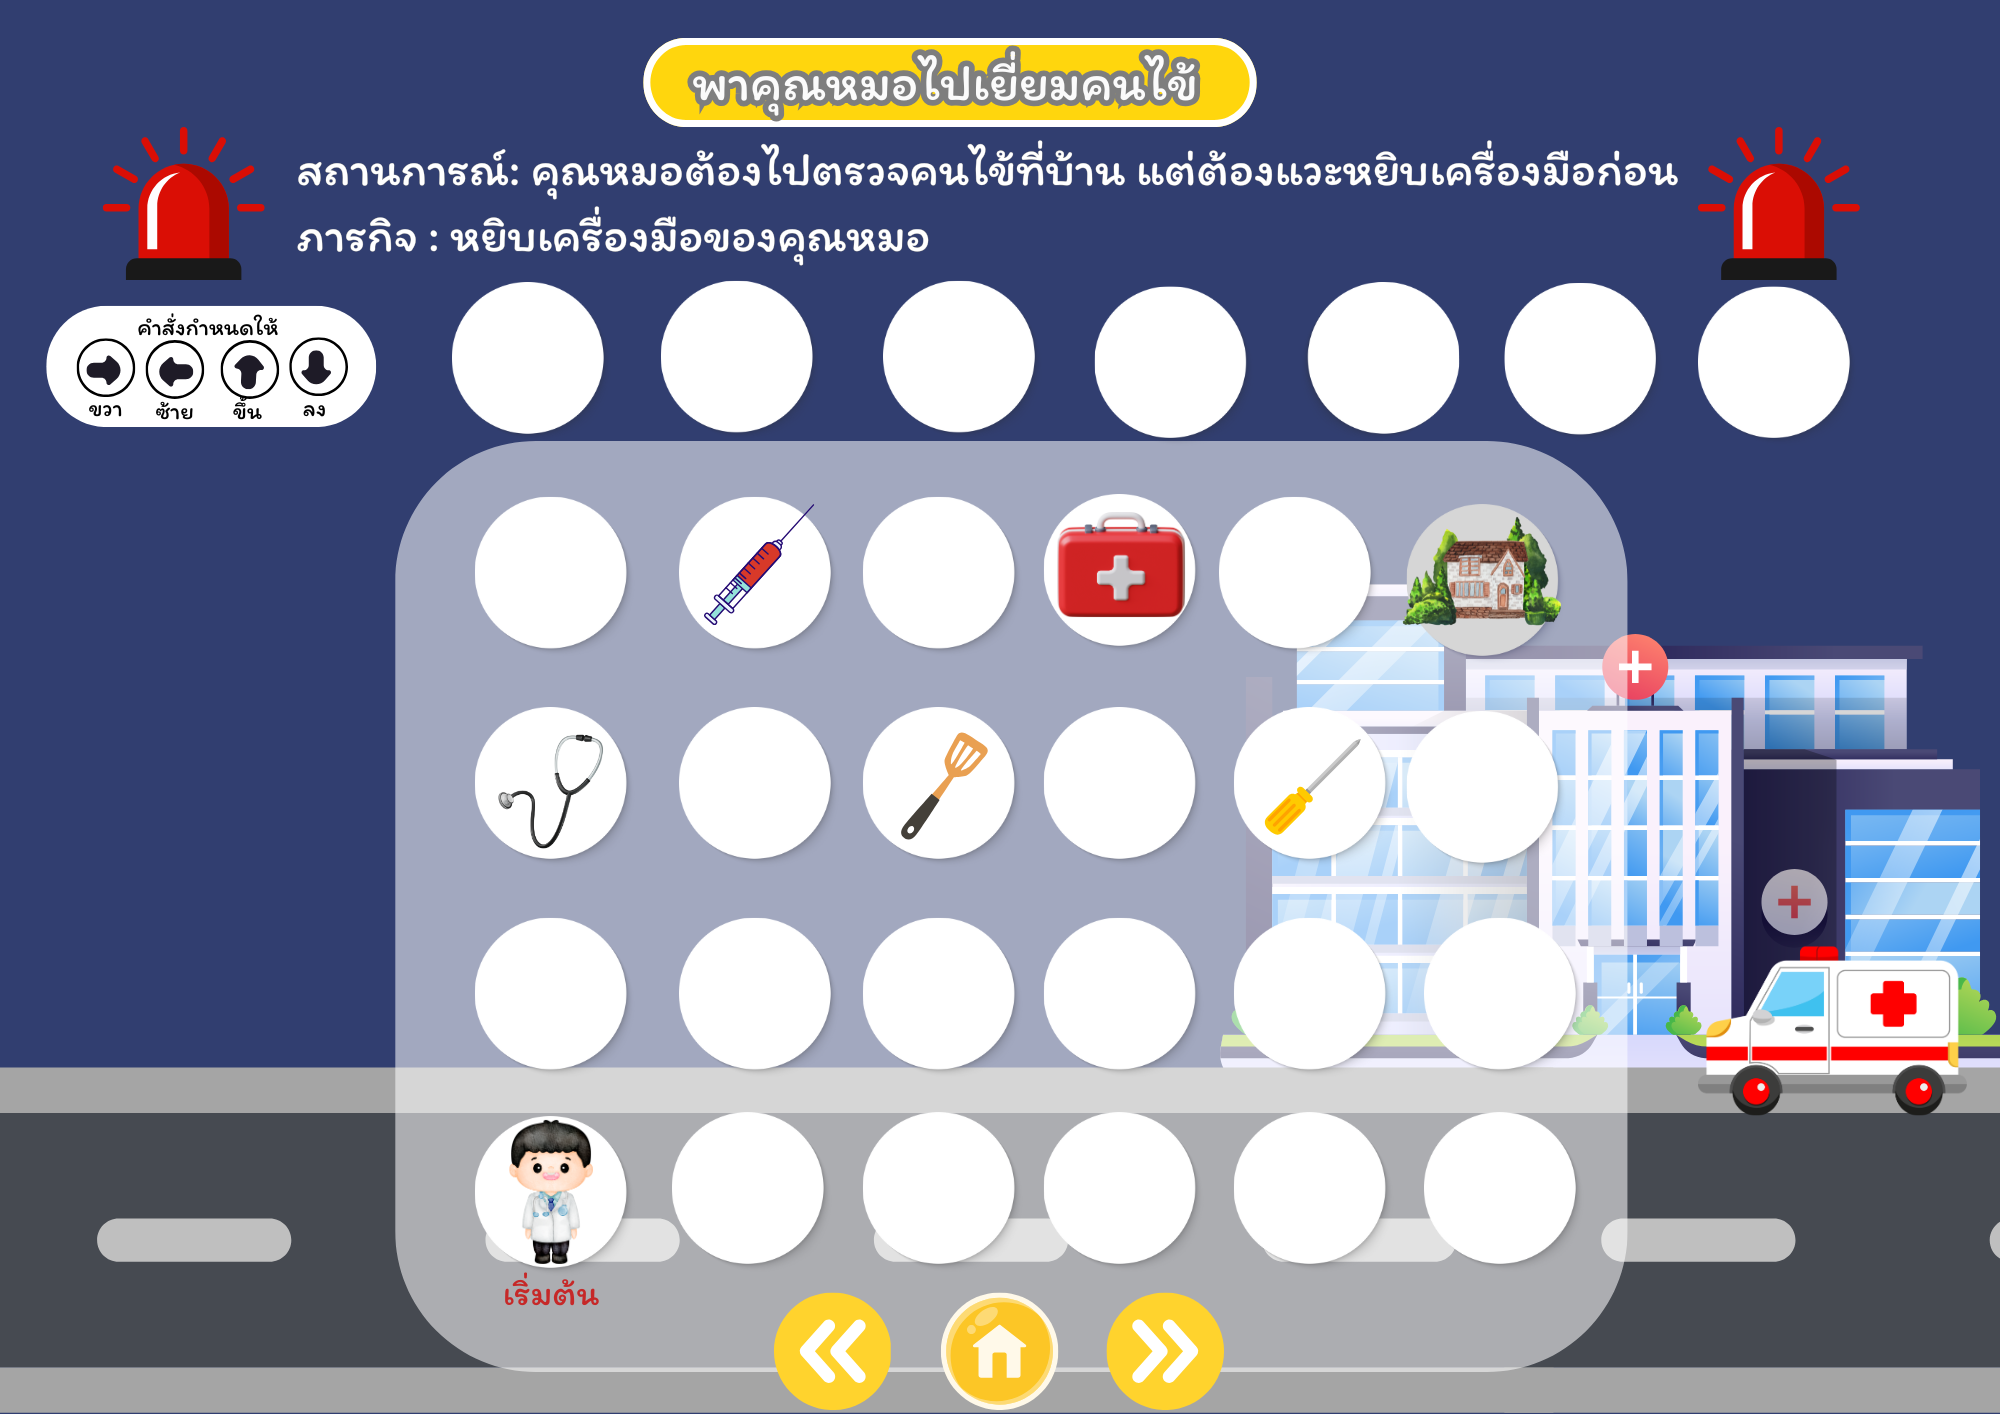 พาคุณหมอไปเยี่ยมคนไข้
สถานการณ์: คุณหมอต้องไปตรวจคนไข้ที่บ้าน แต่ต้องแวะหยิบเครื่องมือก่อน
ภารกิจ : หยิบเครื่องมือของคุณหมอ
คำสั่งกำหนดให้
ขวา ซ้าย ขึ้น ลง
เริ่มต้น